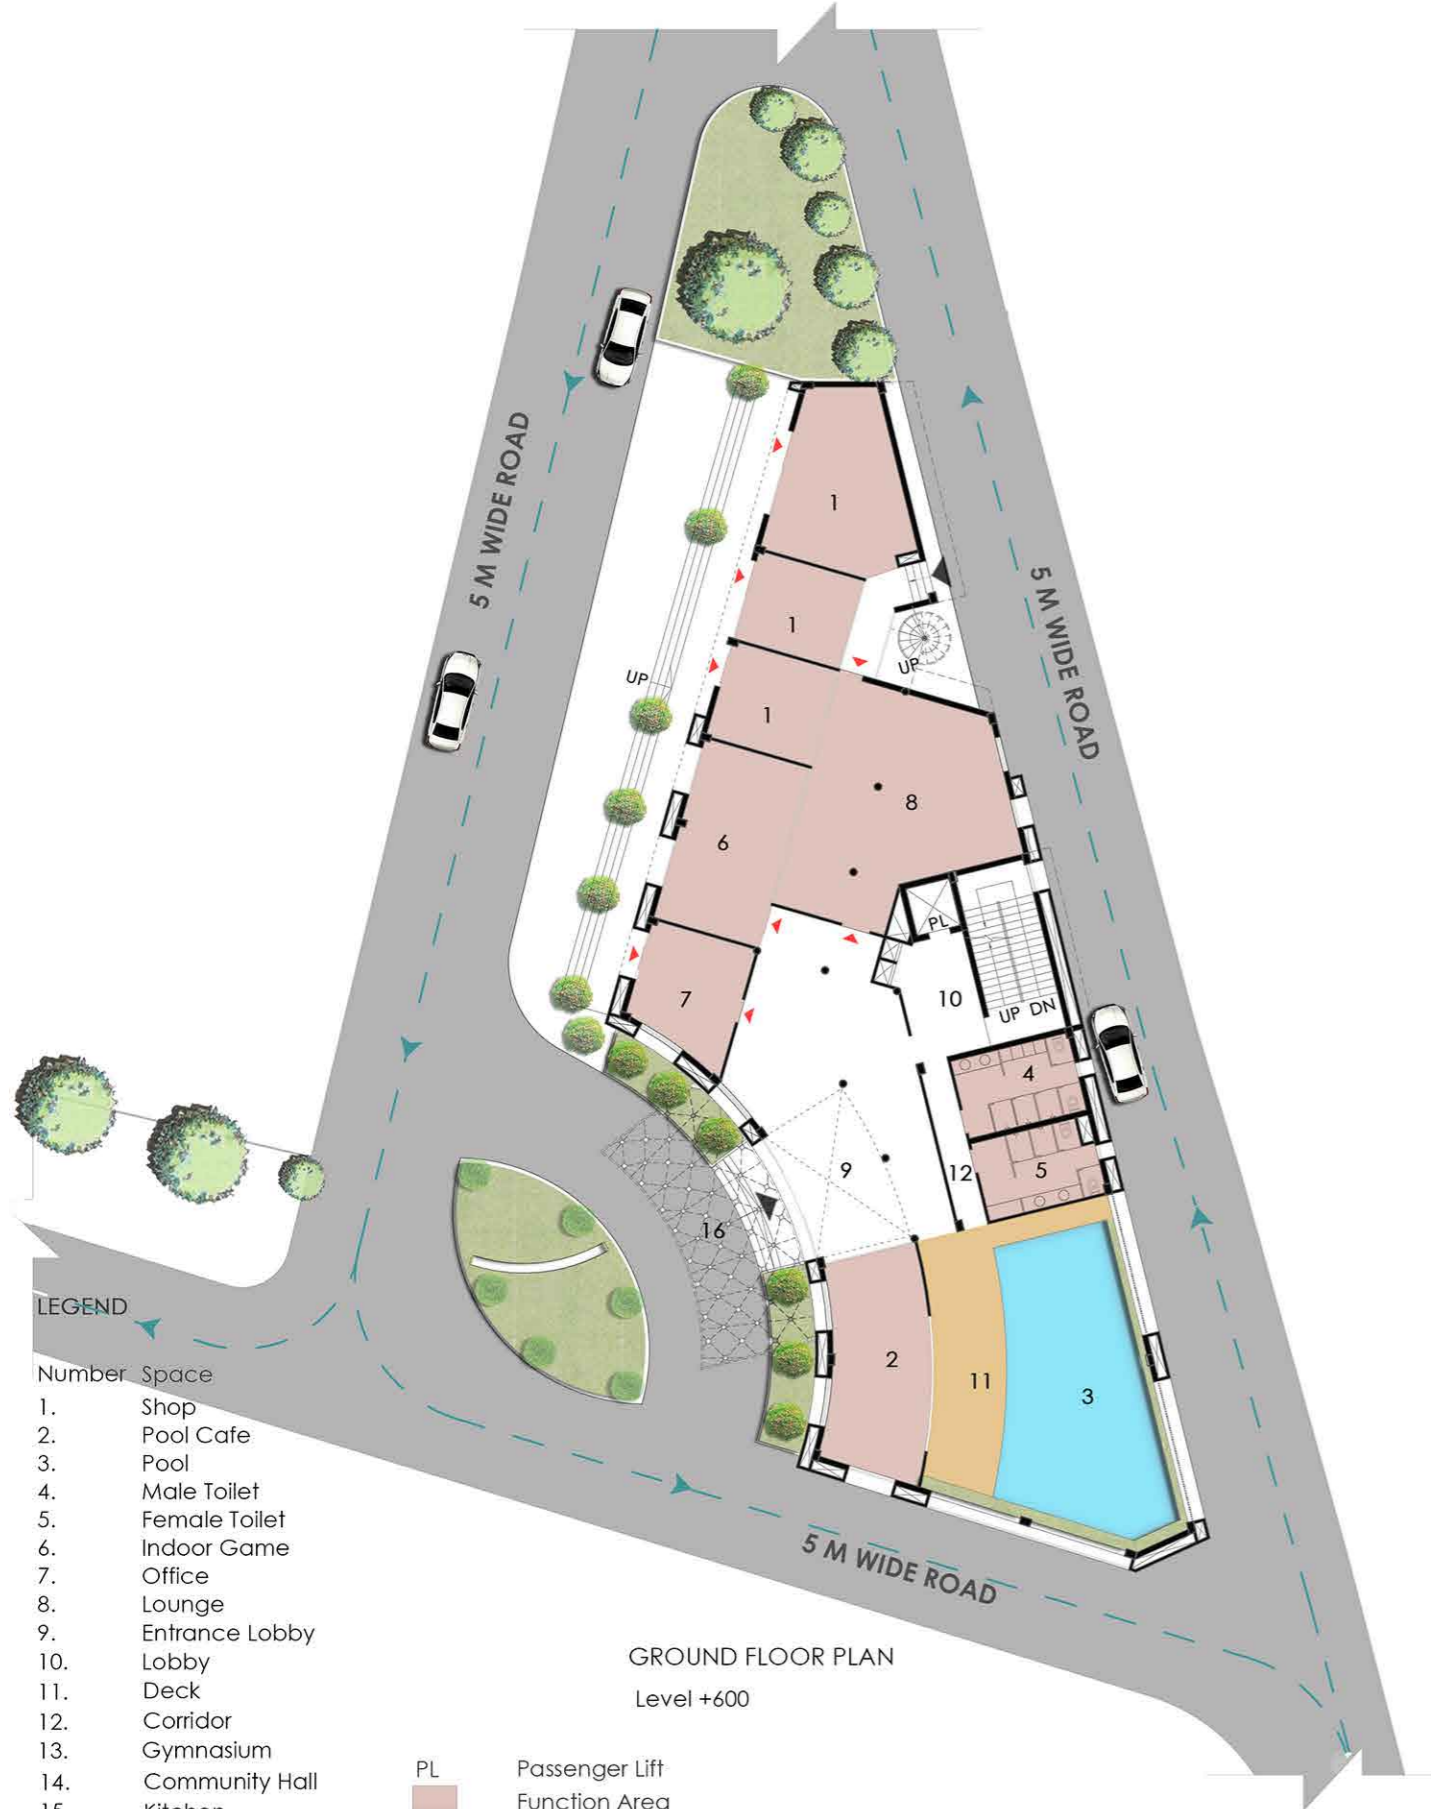 5 M WIDE ROAD
5 M WIDE ROAD
1
1
UP
UP
1
8
6
PL
7
10
UP DN
4
9
12
5
16
2
11
3
5 M WIDE ROAD
LEGEND
Number Space
1. Shop
2. Pool Cafe
3. Pool
4. Male Toilet
5. Female Toilet
6. Indoor Game
7. Office
8. Lounge
9. Entrance Lobby
10. Lobby
11. Deck
12. Corridor
13. Gymnasium
14. Community Hall
15. Kitchen
GROUND FLOOR PLAN
Level +600
PL Passenger Lift
Function Area